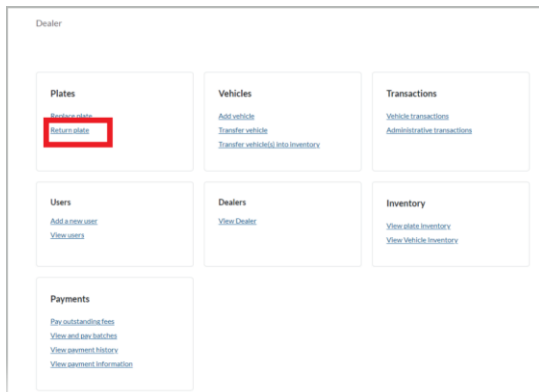 Dealer
Plates
Replace plate
Return plate
Vehicles
Add vehicle
Transfer vehicle
Transfer vehicle(s) into inventory
Transactions
Vehicle transactions
Administrative transactions
Users
Add a new user
View users
Dealers
View Dealer
Inventory
View plate Inventory
View Vehicle Inventory
Payments
Pay outstanding fees
View and pay batches
View payment history
View payment information